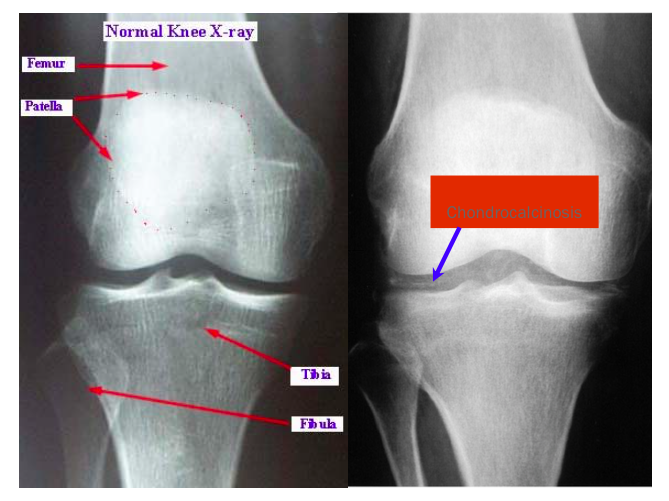 Normal Knee X-ray
Femur
Patella
Chondrocalcinosis
Tibia
Fibula